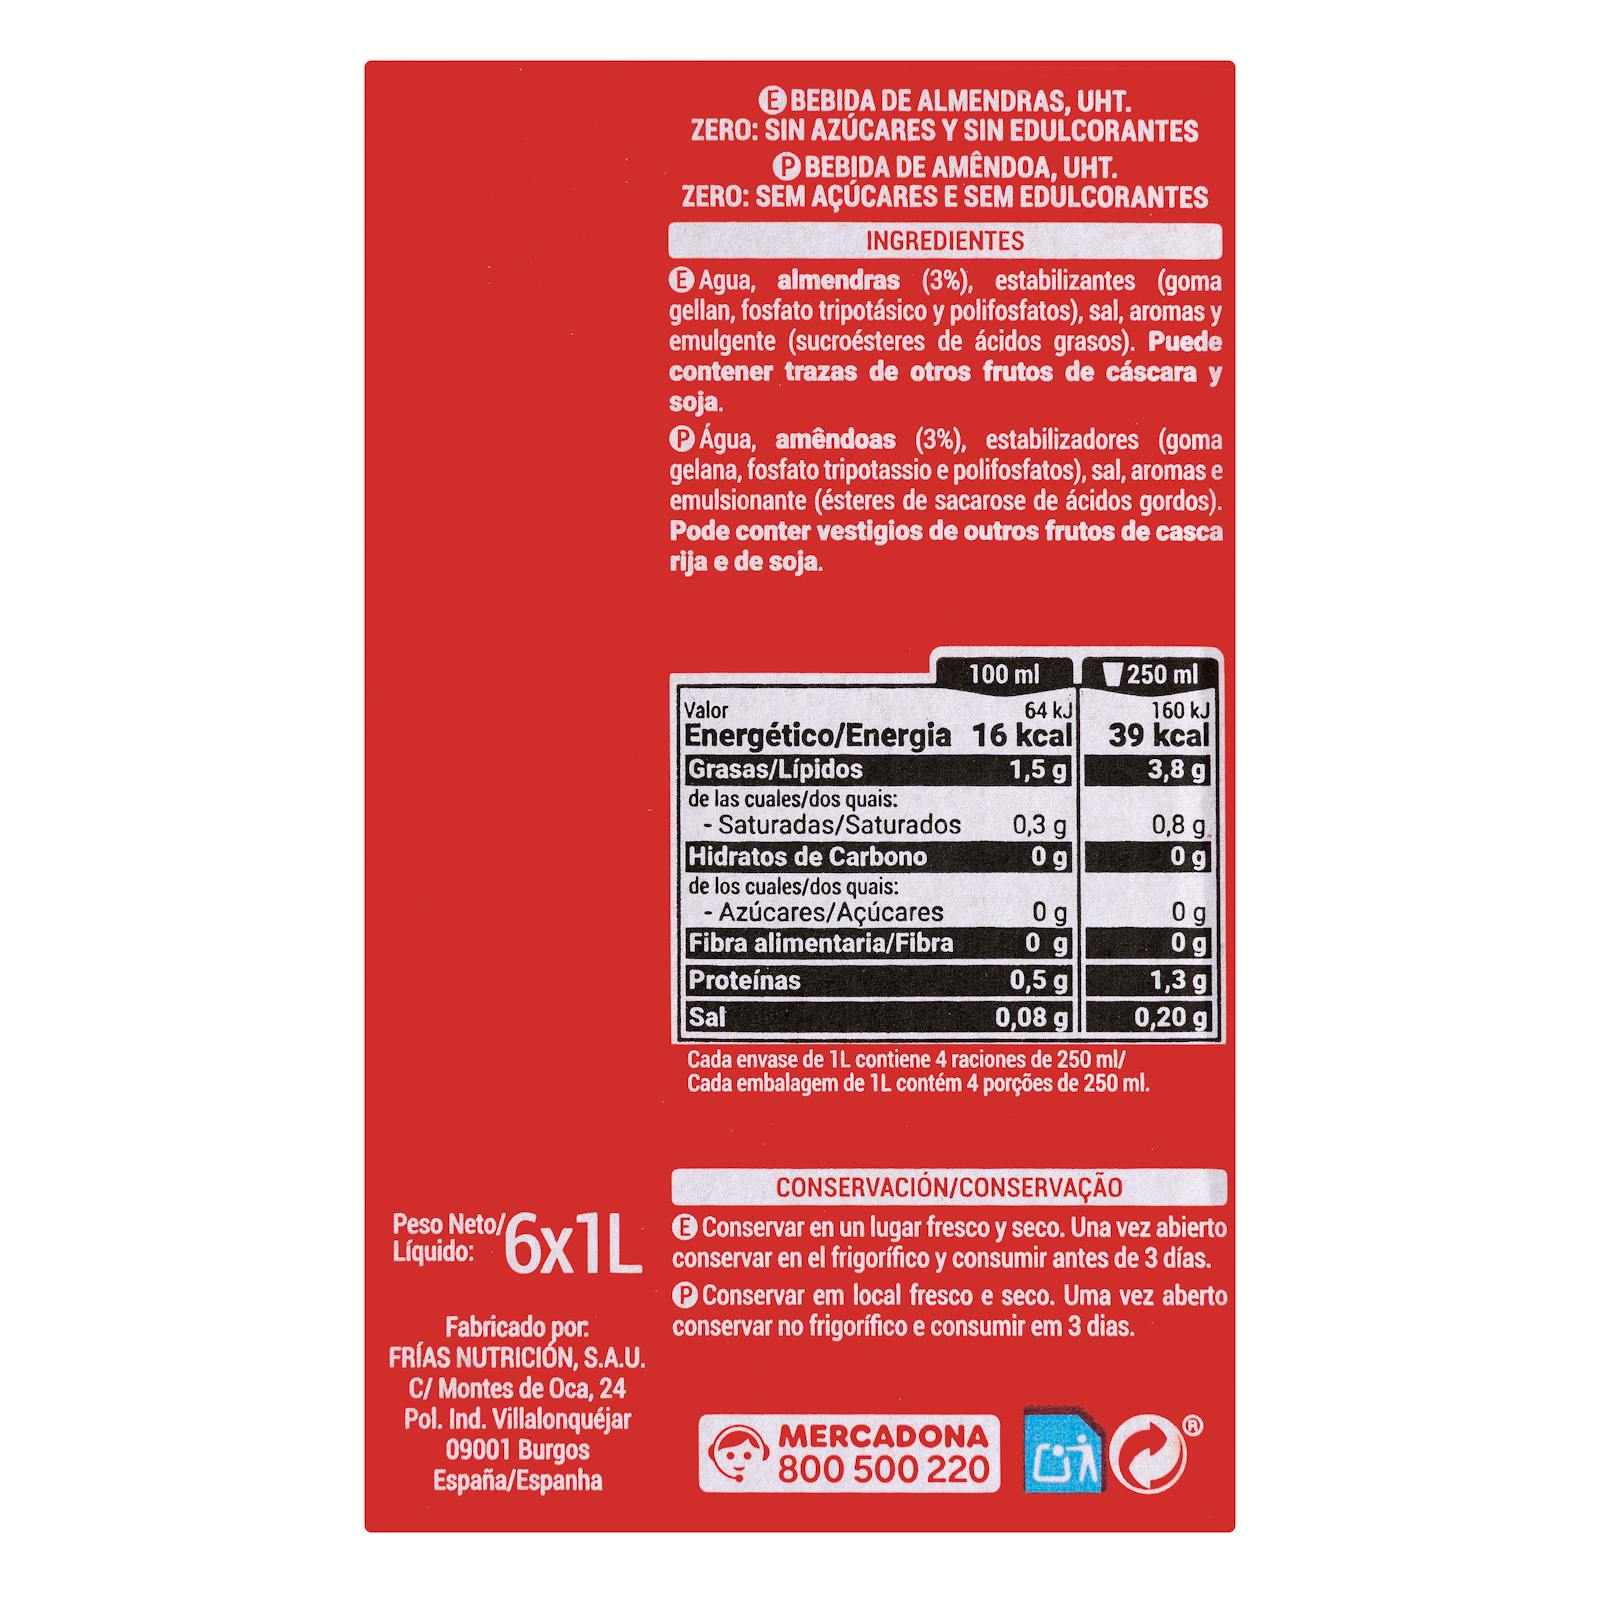 E BEBIDA DE ALMENDRAS, UHT.
ZERO: SIN AZÚCARES Y SIN EDULCORANTES
P BEBIDA DE AMÊNDOA, UHT.
ZERO: SEM AÇÚCARES E SEM EDULCORANTES
INGREDIENTES
E Agua, almendras (3%), estabilizantes (goma
gellan, fosfato tripotásico y polifosfatos), sal, aromas y
emulgente (sucroésteres de ácidos grasos). Puede
contener trazas de otros frutos de cáscara y
soja.
P Água, amêndoas (3%), estabilizadores (goma
gelana, fosfato tripotassio e polifosfatos), sal, aromas e
emulsionante (ésteres de sacarose de ácidos gordos).
Pode conter vestigios de outros frutos de casca
rija e de soja.
100 ml 250 ml
Valor 64 kJ 160 kJ
Energético/Energia 16 kcal 39 kcal
Grasas/Lípidos 1,5 g 3,8 g
de las cuales/dos quais:
- Saturadas/Saturados 0,3 g 0,8 g
Hidratos de Carbono 0 g 0 g
de los cuales/dos quais:
- Azúcares/Açúcares 0 g 0 g
Fibra alimentaria/Fibra 0 g 0 g
Proteínas 0,5 g 1,3 g
Sal 0,08 g 0,20 g
Cada envase de 1L contiene 4 raciones de 250 ml/
Cada embalagem de 1L contém 4 porções de 250 ml.
CONSERVACIÓN/CONSERVAÇÃO
E Conservar en un lugar fresco y seco. Una vez abierto
conservar en el frigorífico y consumir antes de 3 días.
P Conservar em local fresco e seco. Uma vez aberto
conservar no frigorífico e consumir em 3 dias.
Peso Neto/
Líquido: 6x1L
Fabricado por:
FRÍAS NUTRICIÓN, S.A.U.
C/ Montes de Oca, 24
Pol. Ind. Villalonquéjar
09001 Burgos
España/Espanha
MERCADONA
800 500 220
®